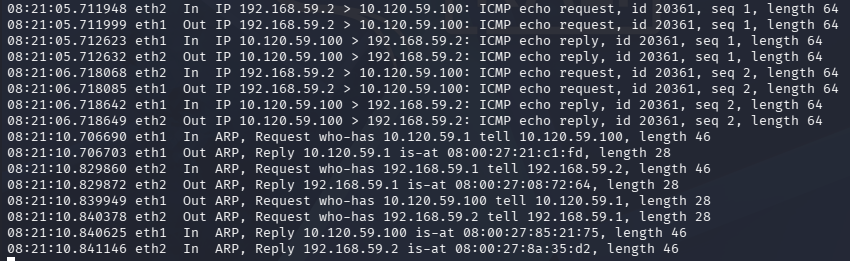 08:21:05.711948 eth2  In  IP 192.168.59.2 > 10.120.59.100: ICMP echo request, id 20361, seq 1, length 64
08:21:05.711999 eth1  Out IP 192.168.59.2 > 10.120.59.100: ICMP echo request, id 20361, seq 1, length 64
08:21:05.712623 eth1  In  IP 10.120.59.100 > 192.168.59.2: ICMP echo reply, id 20361, seq 1, length 64
08:21:05.712632 eth2  Out IP 10.120.59.100 > 192.168.59.2: ICMP echo reply, id 20361, seq 1, length 64
08:21:06.718068 eth2  In  IP 192.168.59.2 > 10.120.59.100: ICMP echo request, id 20361, seq 2, length 64
08:21:06.718085 eth1  Out IP 192.168.59.2 > 10.120.59.100: ICMP echo request, id 20361, seq 2, length 64
08:21:06.718642 eth1  In  IP 10.120.59.100 > 192.168.59.2: ICMP echo reply, id 20361, seq 2, length 64
08:21:06.718649 eth2  Out IP 10.120.59.100 > 192.168.59.2: ICMP echo reply, id 20361, seq 2, length 64
08:21:10.706690 eth1  In  ARP, Request who-has 10.120.59.1 tell 10.120.59.100, length 46
08:21:10.706703 eth1  Out ARP, Reply 10.120.59.1 is-at 08:00:27:21:c1:fd, length 28
08:21:10.829860 eth2  In  ARP, Request who-has 192.168.59.1 tell 192.168.59.2, length 46
08:21:10.829872 eth2  Out ARP, Reply 192.168.59.1 is-at 08:00:27:08:72:64, length 28
08:21:10.839949 eth1  Out ARP, Request who-has 10.120.59.100 tell 10.120.59.1, length 28
08:21:10.840378 eth2  Out ARP, Request who-has 192.168.59.2 tell 192.168.59.1, length 28
08:21:10.840625 eth1  In  ARP, Reply 10.120.59.100 is-at 08:00:27:85:21:75, length 46
08:21:10.841146 eth2  In  ARP, Reply 192.168.59.2 is-at 08:00:27:8a:35:d2, length 46